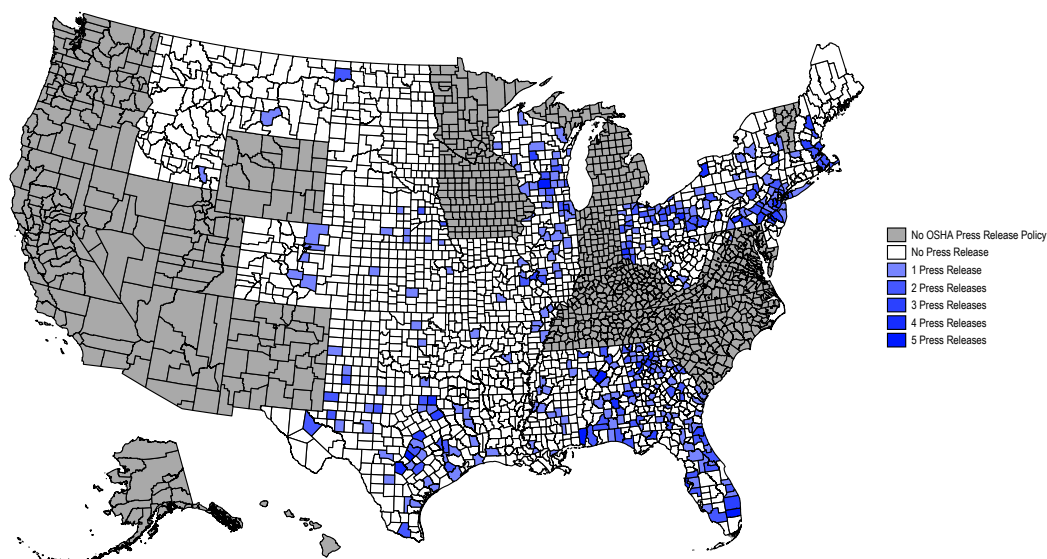 No OSHA Press Release Policy
No Press Release
1 Press Release
2 Press Releases
3 Press Releases
4 Press Releases
5 Press Releases